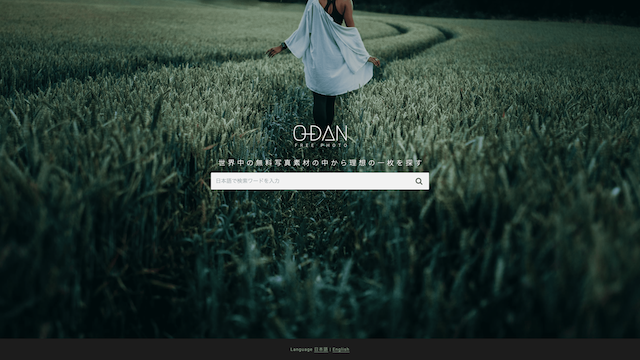 O-DAN
FREE PHOTO
世界中の無料写真素材の中から理想の一枚を探す
日本語で検索ワードを入力
Language 日本語 | English